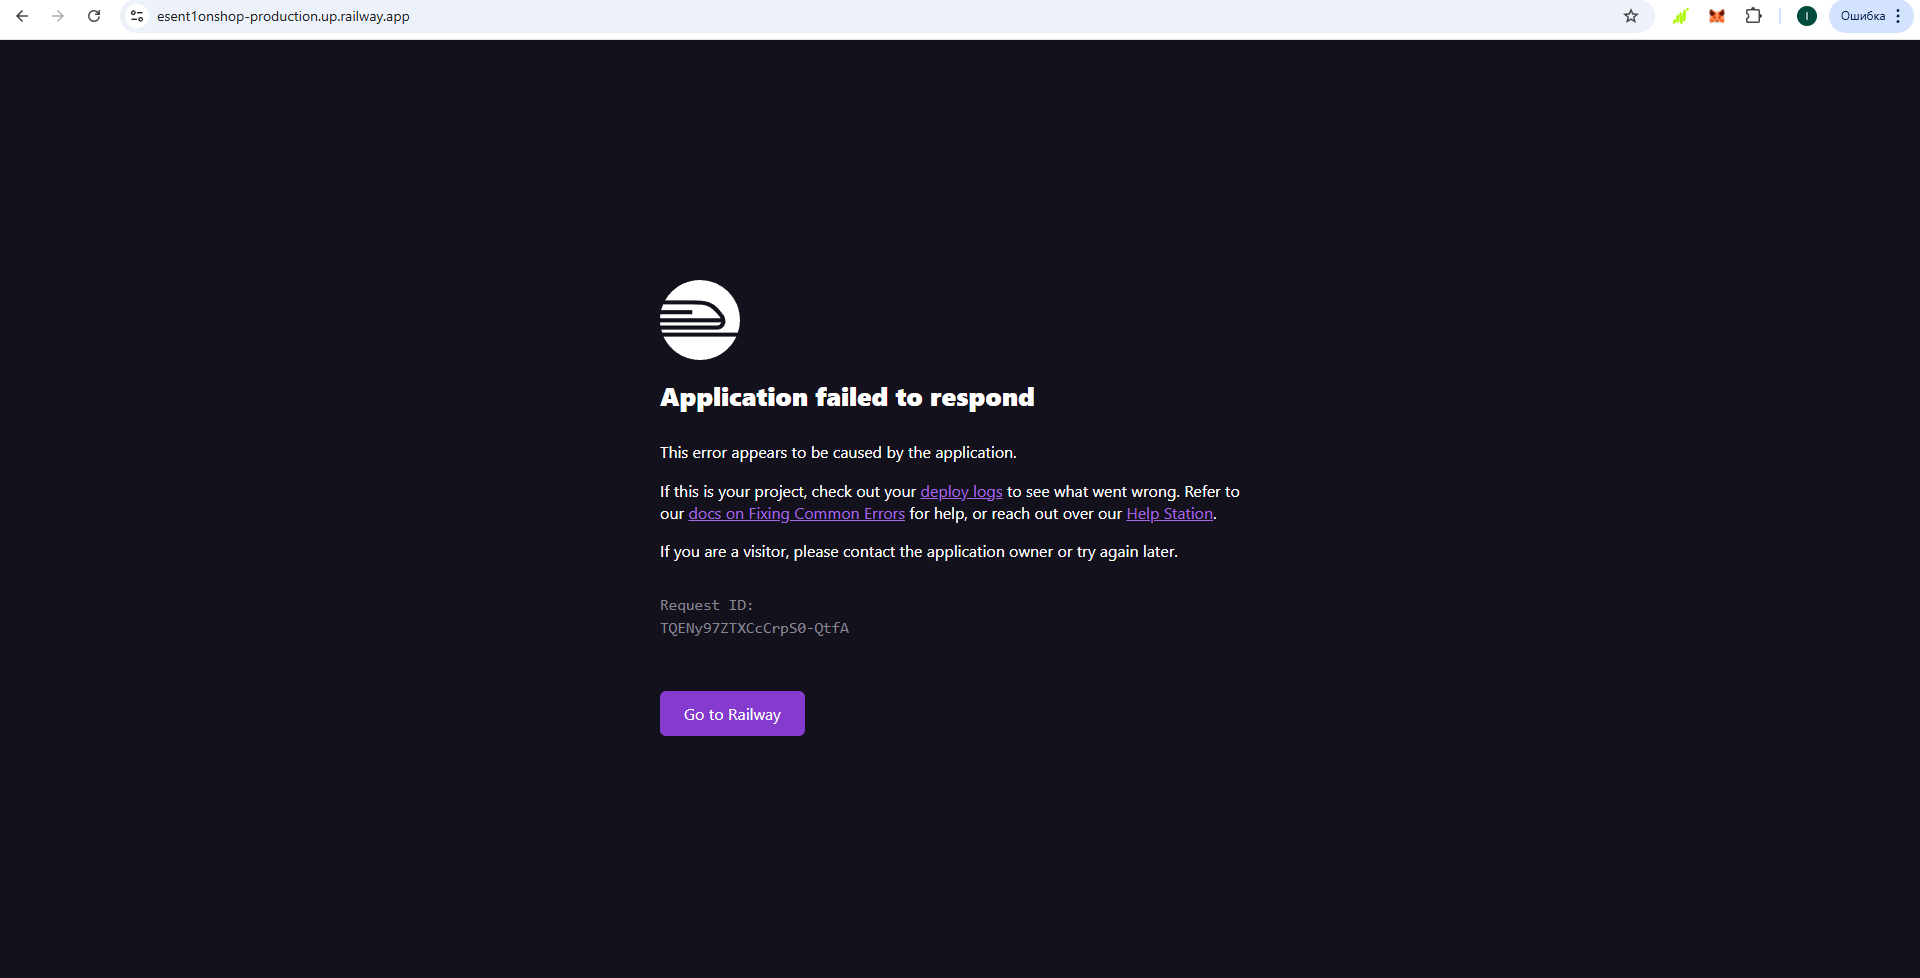 esent1onshop-production.up.railway.app
I
Ошибка
Application failed to respond
This error appears to be caused by the application.
If this is your project, check out your deploy logs to see what went wrong. Refer to
our docs on Fixing Common Errors for help, or reach out over our Help Station.
If you are a visitor, please contact the application owner or try again later.
Request ID:
TQENy97ZTXCcCrpS0-QtfA
Go to Railway